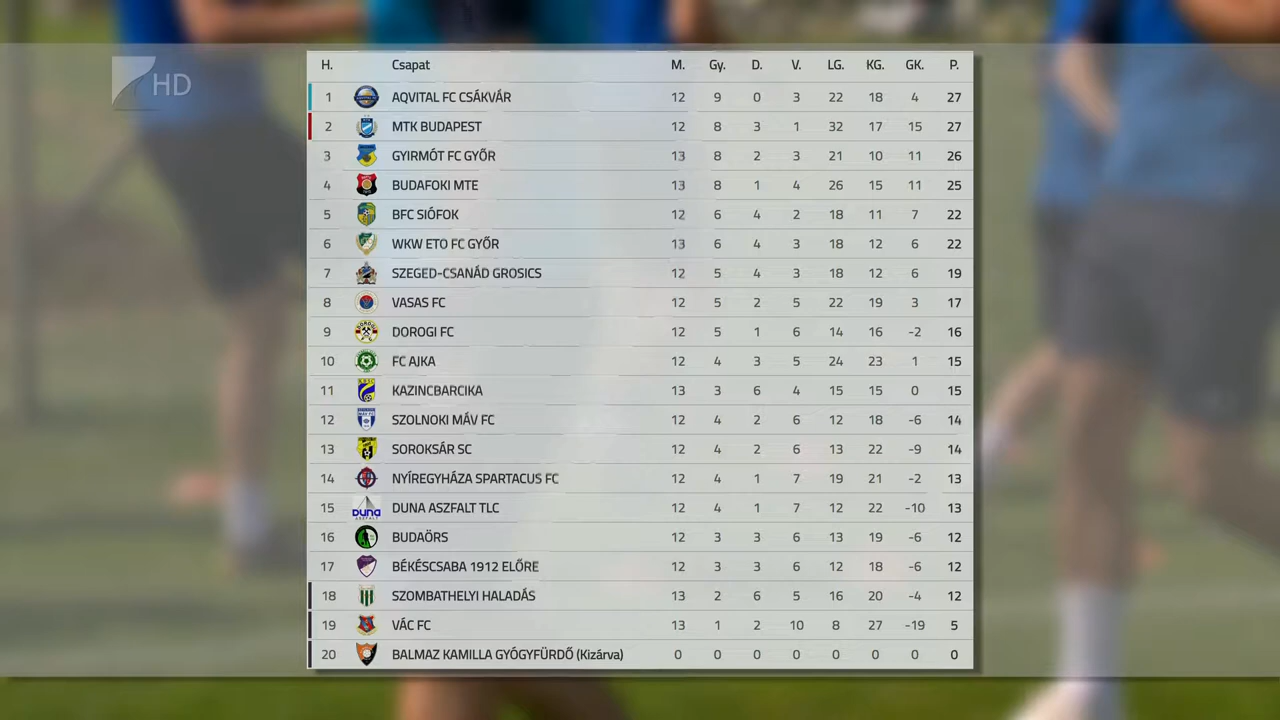 HD
H. Csapat M. Gy. D. V. LG. KG. GK. P.
1 AQVITAL FC CSÁKVÁR 12 9 0 3 22 18 4 27
2 MTK BUDAPEST 12 8 3 1 32 17 15 27
3 GYIRMÓT FC GYŐR 13 8 2 3 21 10 11 26
4 BUDAFOKI MTE 13 8 1 4 26 15 11 25
5 BFC SIÓFOK 12 6 4 2 18 11 7 22
6 WKW ETO FC GYŐR 13 6 4 3 18 12 6 22
7 SZEGED-CSANÁD GROSICS 12 5 4 3 18 12 6 19
8 VASAS FC 12 5 2 5 22 19 3 17
9 DOROGI FC 12 5 1 6 14 16 -2 16
10 FC AJKA 12 4 3 5 24 23 1 15
11 KAZINCBARCIKA 13 3 6 4 15 15 0 15
12 SZOLNOKI MÁV FC 12 4 2 6 12 18 -6 14
13 SOROKSÁR SC 12 4 2 6 13 22 -9 14
14 NYÍREGYHÁZA SPARTACUS FC 12 4 1 7 19 21 -2 13
15 DUNA ASZFALT TLC 12 4 1 7 12 22 -10 13
16 BUDAÖRS 12 3 3 6 13 19 -6 12
17 BÉKÉSCSABA 1912 ELŐRE 12 3 3 6 12 18 -6 12
18 SZOMBATHELYI HALADÁS 13 2 6 5 16 20 -4 12
19 VÁC FC 13 1 2 10 8 27 -19 5
20 BALMAZ KAMILLA GYÓGYFÜRDŐ (Kizárva) 0 0 0 0 0 0 0 0